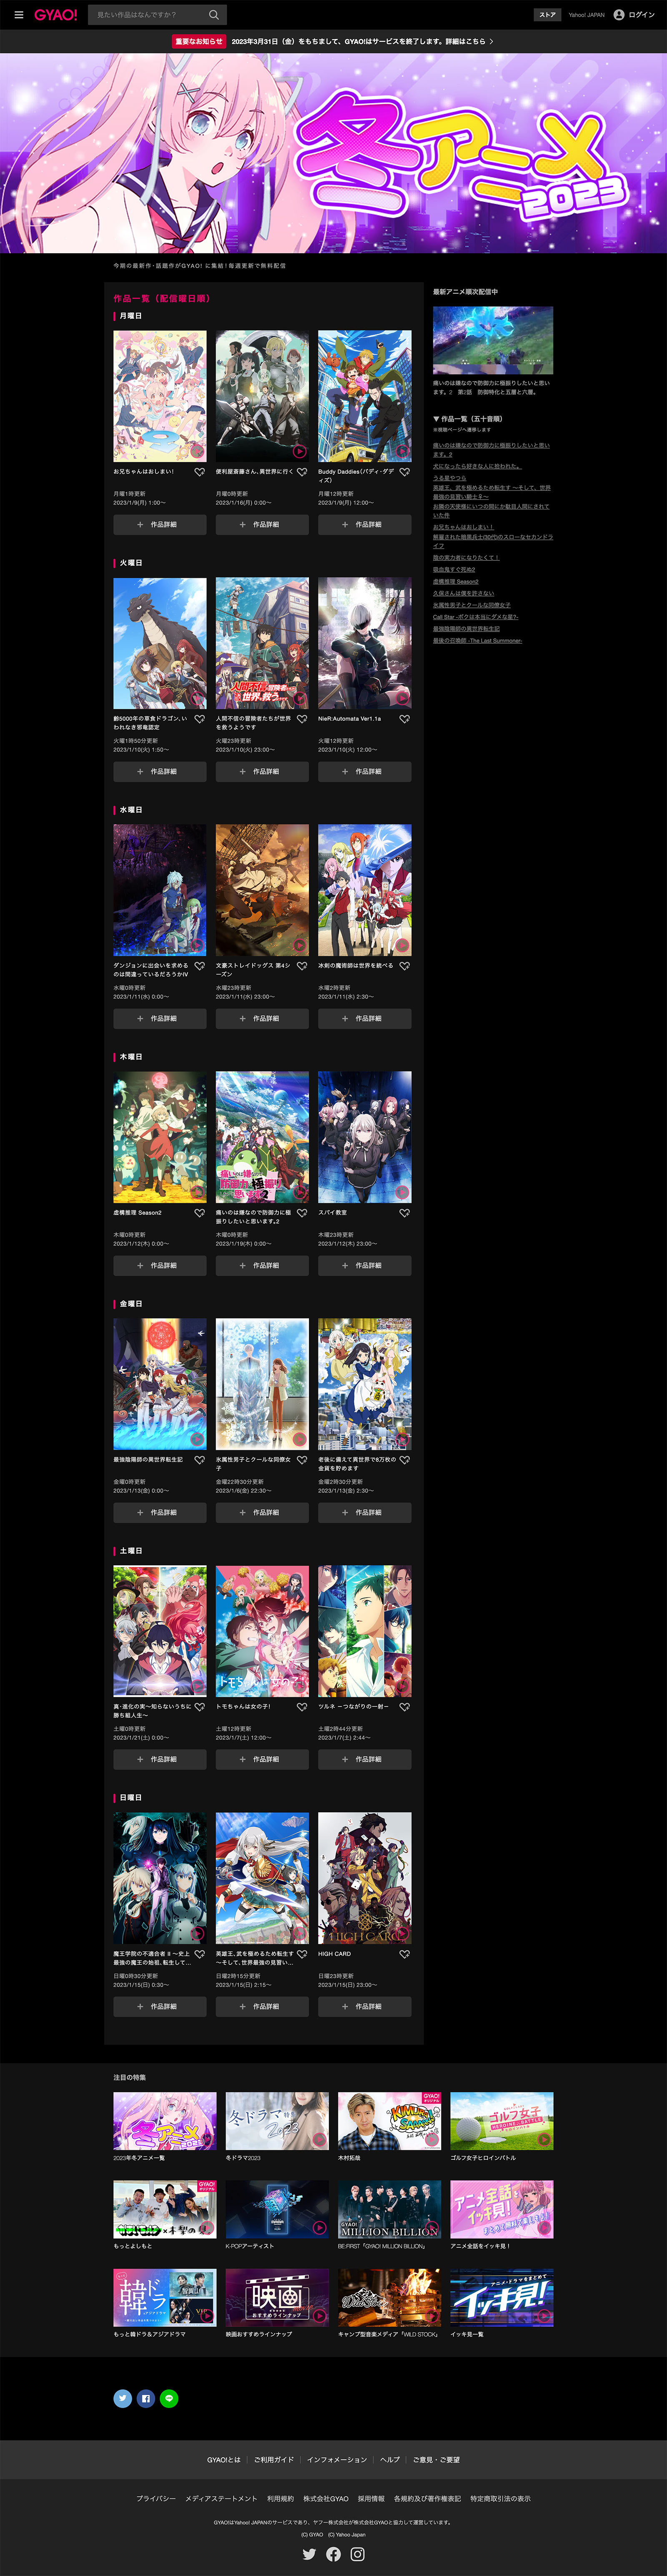 GYAO!
見たい作品はなんですか？
ストア
Yahoo! JAPAN
ログイン
重要なお知らせ 2023年3月31日（金）をもちまして、GYAO!はサービスを終了します。詳細はこちら
冬アニメ
2023
今期の最新作・話題作がGYAO! に集結！毎週更新で無料配信
作品一覧（配信曜日順）
月曜日
お兄ちゃんはおしまい！
月曜1時更新
2023/1/9(月) 1:00〜
作品詳細
便利屋斎藤さん、異世界に行く
月曜0時更新
2023/1/16(月) 0:00〜
作品詳細
Buddy Daddies（バディ・ダディズ）
月曜12時更新
2023/1/9(月) 12:00〜
作品詳細
火曜日
齢5000年の草食ドラゴン、い
われなき邪竜認定
火曜1時50分更新
2023/1/10(火) 1:50〜
作品詳細
人間不信の冒険者たちが世界
を救うようです
火曜23時更新
2023/1/10(火) 23:00〜
作品詳細
NieR:Automata Ver1.1a
火曜12時更新
2023/1/10(火) 12:00〜
作品詳細
水曜日
ダンジョンに出会いを求める
のは間違っているだろうかIV
水曜0時更新
2023/1/11(水) 0:00〜
作品詳細
文豪ストレイドッグス 第4シ
ーズン
水曜23時更新
2023/1/11(水) 23:00〜
作品詳細
冰剣の魔術師が世界を統べる
水曜2時更新
2023/1/11(水) 2:30〜
作品詳細
木曜日
虚構推理 Season2
木曜0時更新
2023/1/12(木) 0:00〜
作品詳細
痛いのは嫌なので防御力に極
振りしたいと思います。2
木曜0時更新
2023/1/19(木) 0:00〜
作品詳細
スパイ教室
木曜23時更新
2023/1/12(木) 23:00〜
作品詳細
金曜日
最強陰陽師の異世界転生記
金曜0時更新
2023/1/13(金) 0:00〜
作品詳細
氷属性男子とクールな同僚女
子
金曜22時30分更新
2023/1/6(金) 22:30〜
作品詳細
老後に備えて異世界で8万枚の
金貨を貯めます
金曜2時30分更新
2023/1/13(金) 2:30〜
作品詳細
土曜日
真・進化の実〜知らないうちに
勝ち組人生〜
土曜0時更新
2023/1/21(土) 0:00〜
作品詳細
トモちゃんは女の子！
土曜12時更新
2023/1/7(土) 12:00〜
作品詳細
ツルネ －つながりの一射－
土曜2時44分更新
2023/1/7(土) 2:44〜
作品詳細
日曜日
魔王学院の不適合者 II 〜史上
最強の魔王の始祖、転生して...
日曜0時30分更新
2023/1/15(日) 0:30〜
作品詳細
英雄王、武を極めるため転生す
〜そして、世界最強の見習い...
日曜2時15分更新
2023/1/15(日) 2:15〜
作品詳細
HIGH CARD
HIGH CARD
日曜23時更新
2023/1/15(日) 23:00〜
作品詳細
最新アニメ順次配信中
痛いのは嫌なので防御力に極振りしたいと思い
ます。2　第2話　防御特化と五層と六層。
▼ 作品一覧（五十音順）
※視聴ページへ遷移します
痛いのは嫌なので防御力に極振りしたいと思い
ます。2
犬になったら好きな人に拾われた。
うる星やつら
英雄王、武を極めるため転生す 〜そして、世界
最強の見習い騎士♀〜
お隣の天使様にいつの間にか駄目人間にされて
いた件
お兄ちゃんはおしまい！
解雇された暗黒兵士(30代)のスローなセカンドラ
イフ
陰の実力者になりたくて！
吸血鬼すぐ死ぬ2
虚構推理 Season2
久保さんは僕を許さない
氷属性男子とクールな同僚女子
Call Star -ボクは本当にダメな星?-
最強陰陽師の異世界転生記
最後の召喚師 -The Last Summoner-
注目の特集
2023年冬アニメ一覧
冬ドラマ2023
木村拓哉
ゴルフ女子ヒロインバトル
もっとよしもと
K-POPアーティスト
BE:FIRST「GYAO! MILLION BILLION」
アニメ全話をイッキ見！
もっと韓ドラ＆アジアドラマ
映画おすすめラインナップ
キャンプ型音楽メディア「WILD STOCK」
イッキ見一覧
GYAO!とは
ご利用ガイド
インフォメーション
ヘルプ
ご意見・ご要望
プライバシー
メディアステートメント
利用規約
株式会社GYAO
採用情報
各規約及び著作権表記
特定商取引法の表示
GYAO!はYahoo! JAPANのサービスであり、ヤフー株式会社が株式会社GYAOと協力して運営しています。
(C) GYAO　(C) Yahoo Japan